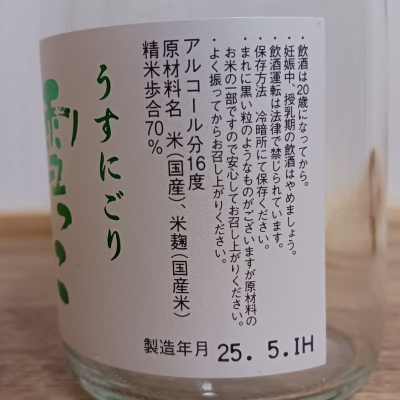 ・飲酒は20歳になってから。
・妊娠中、授乳期の飲酒はやめましょう。
・飲酒運転は法律で禁じられています。
・保存方法　冷暗所にて保存ください。
・まれに黒い粒のようなものがございますが原材料の
お米の一部ですので安心してお召し上がりください。
・よく振ってからお召し上がりください。
アルコール分16度
原材料名　米(国産)、米麹(国産米)
精米歩合70%
うすにごり
製造年月 25. 5.IH